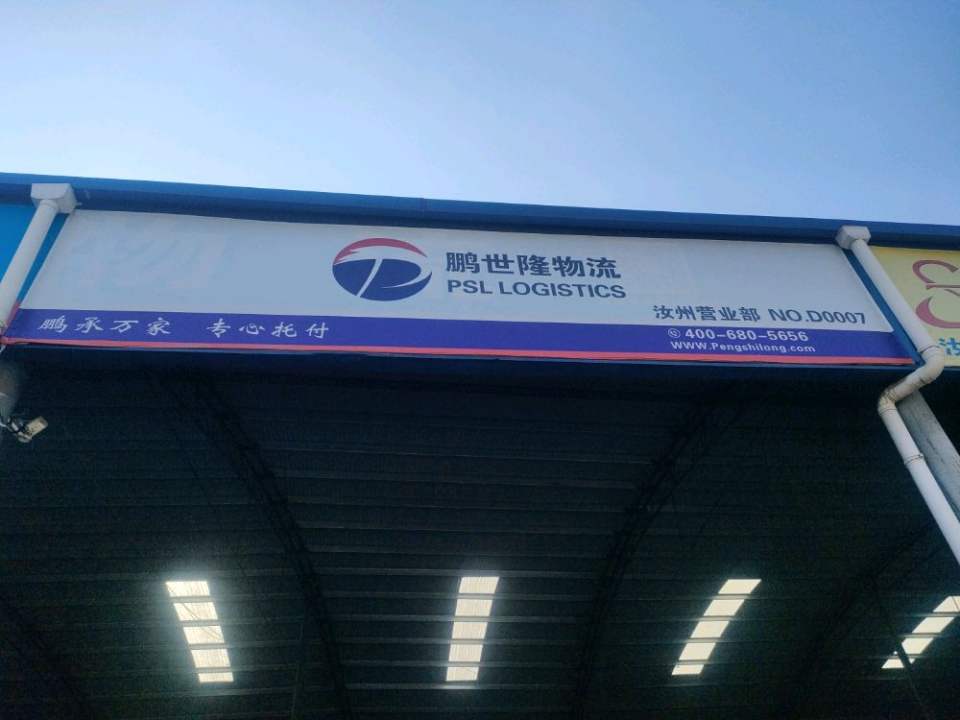 鹏世隆物流
PSL LOGISTICS
汝州营业部 NO.D0007
鹏承万家 专心托付
400-680-5656
WWW.Pengshilong.com